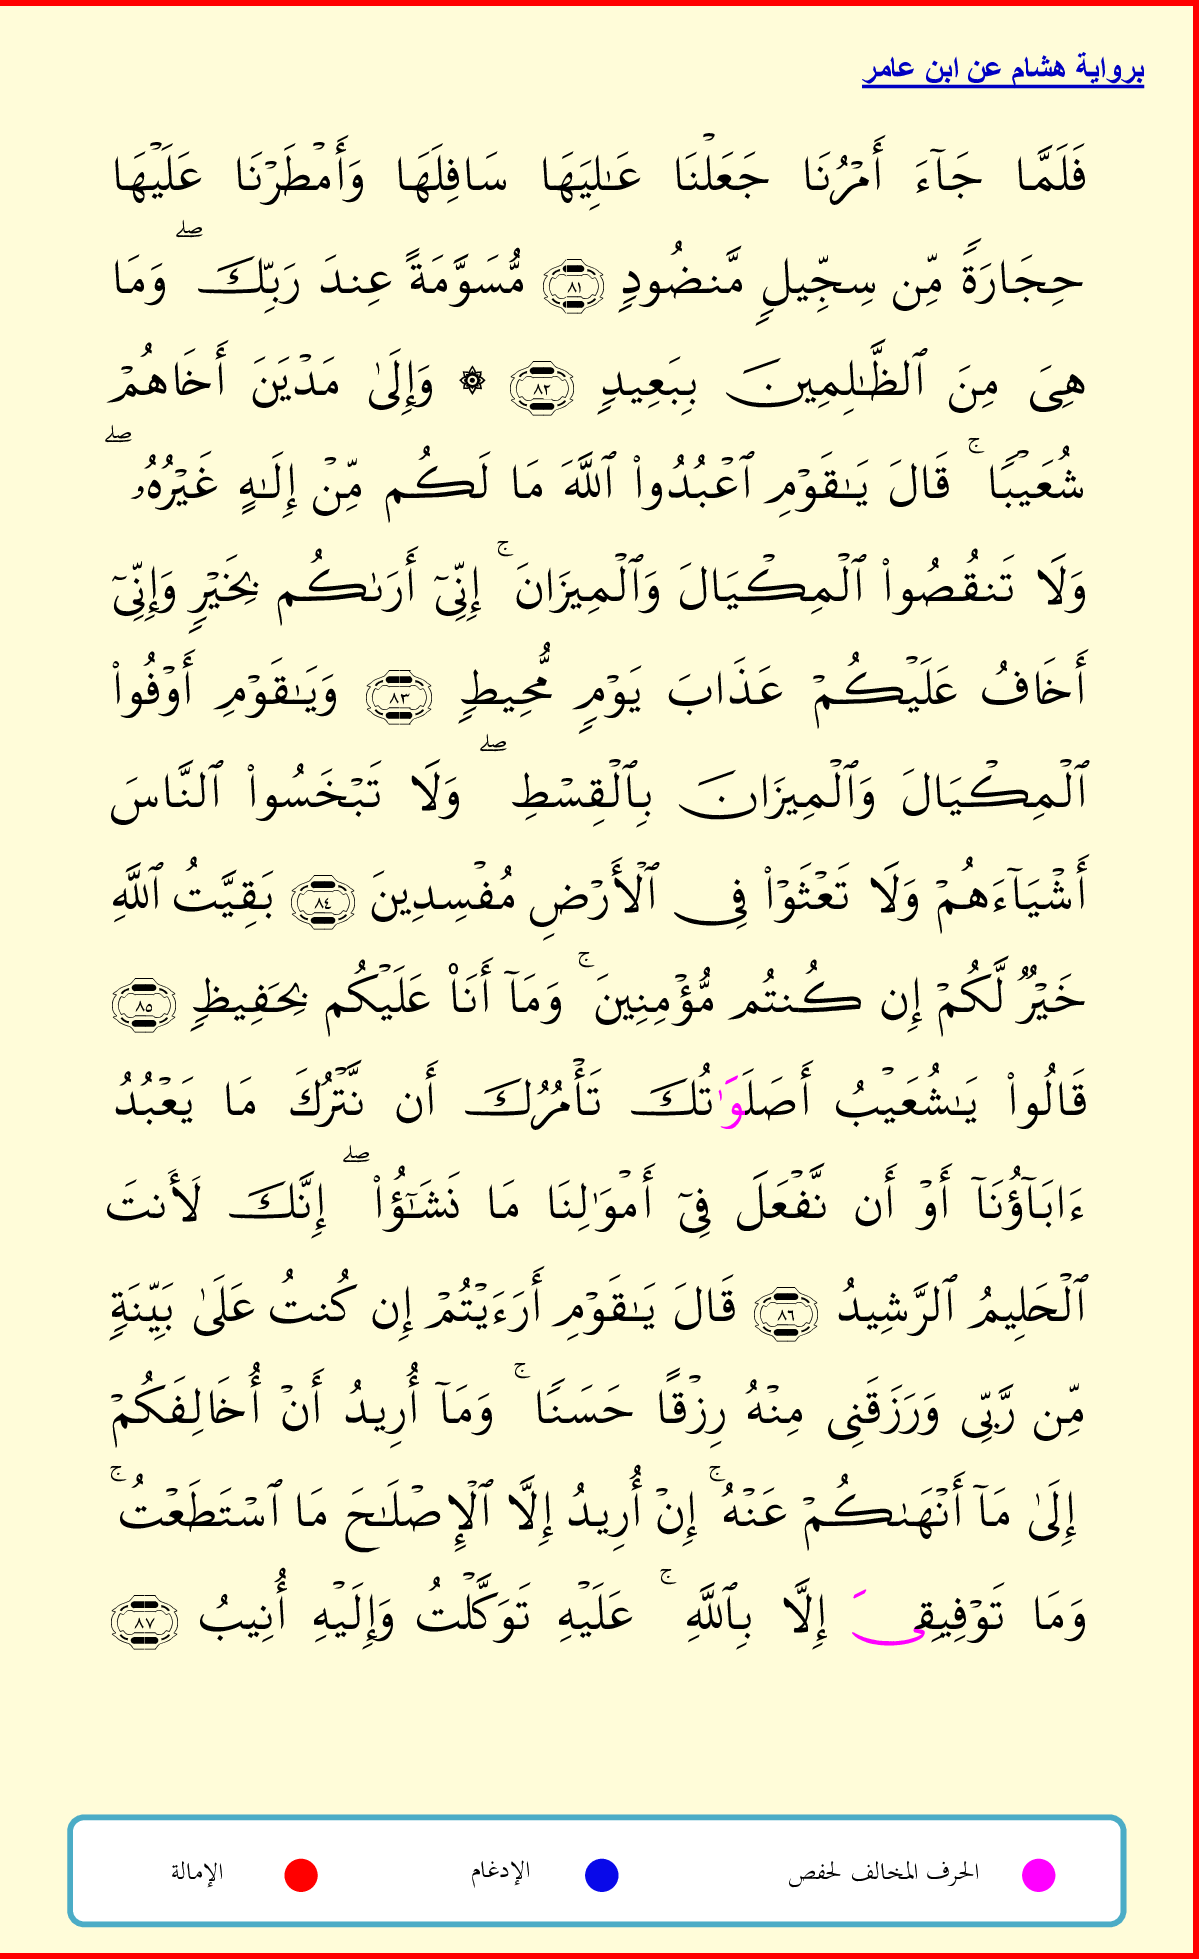 برواية هشام عن ابن عامر
فَلَمَّا جَآءَ أَمْرُنَا جَعَلْنَا عَٰلِيَهَا سَافِلَهَا وَأَمْطَرْنَا عَلَيْهَا
حِجَارَةً مِّن سِجِّيلٍ مَّنضُودٍ ٨١ مُّسَوَّمَةً عِندَ رَبِّكَ ۖ وَمَا
هِيَ مِنَ ٱلظَّٰلِمِينَ بِبَعِيدٍ ٨٢ ۞ وَإِلَىٰ مَدْيَنَ أَخَاهُمْ
شُعَيْبًا ۚ قَالَ يَٰقَوْمِ ٱعْبُدُوا۟ ٱللَّهَ مَا لَكُم مِّنْ إِلَٰهٍ غَيْرُهُۥ ۖ
وَلَا تَنقُصُوا۟ ٱلْمِكْيَالَ وَٱلْمِيزَانَ ۚ إِنِّىٓ أَرَىٰكُم بِخَيْرٍ وَإِنِّىٓ
أَخَافُ عَلَيْكُمْ عَذَابَ يَوْمٍ مُّحِيطٍ ٨٣ وَيَٰقَوْمِ أَوْفُوا۟
ٱلْمِكْيَالَ وَٱلْمِيزَانَ بِٱلْقِسْطِ ۖ وَلَا تَبْخَسُوا۟ ٱلنَّاسَ
أَشْيَآءَهُمْ وَلَا تَعْثَوْا۟ فِى ٱلْأَرْضِ مُفْسِدِينَ ٨٤ بَقِيَّتُ ٱللَّهِ
خَيْرٌ لَّكُمْ إِن كُنتُم مُّؤْمِنِينَ ۚ وَمَآ أَنَا۠ عَلَيْكُم بِحَفِيظٍ ٨٥
قَالُوا۟ يَٰشُعَيْبُ أَصَلَوَٰتُكَ تَأْمُرُكَ أَن نَّتْرُكَ مَا يَعْبُدُ
ءَابَآؤُنَآ أَوْ أَن نَّفْعَلَ فِىٓ أَمْوَٰلِنَا مَا نَشَٰٓؤُا۟ ۖ إِنَّكَ لَأَنتَ
ٱلْحَلِيمُ ٱلرَّشِيدُ ٨٦ قَالَ يَٰقَوْمِ أَرَءَيْتُمْ إِن كُنتُ عَلَىٰ بَيِّنَةٍ
مِّن رَّبِّى وَرَزَقَنِى مِنْهُ رِزْقًا حَسَنًا ۚ وَمَآ أُرِيدُ أَنْ أُخَالِفَكُمْ
إِلَىٰ مَآ أَنْهَىٰكُمْ عَنْهُ ۚ إِنْ أُرِيدُ إِلَّا ٱلْإِصْلَٰحَ مَا ٱسْتَطَعْتُ ۚ
وَمَا تَوْفِيقِىَ إِلَّا بِٱللَّهِ ۚ عَلَيْهِ تَوَكَّلْتُ وَإِلَيْهِ أُنِيبُ ٨٧
الحرف المخالف لحفص الإدغام الإمالة